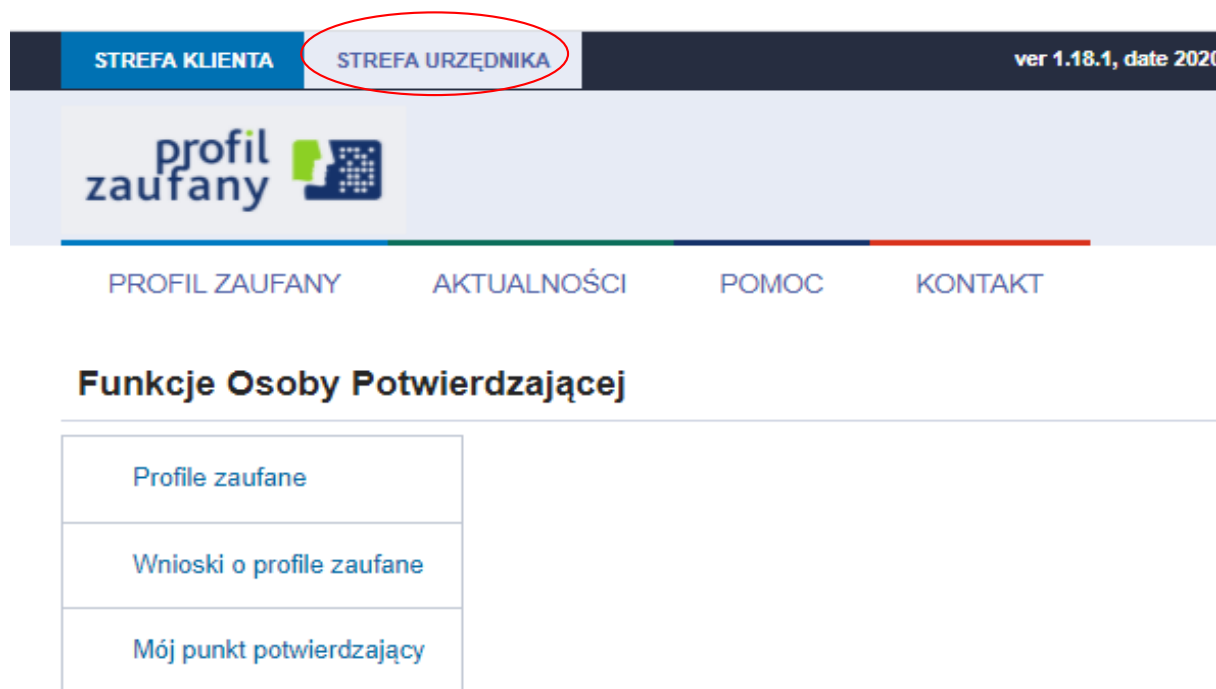 STREFA KLIENTA STREFA URZĘDNIKA ver 1.18.1, date 2020
profil
zaufany
PROFIL ZAUFANY AKTUALNOŚCI POMOC KONTAKT
Funkcje Osoby Potwierdzającej
Profile zaufane
Wnioski o profile zaufane
Mój punkt potwierdzający